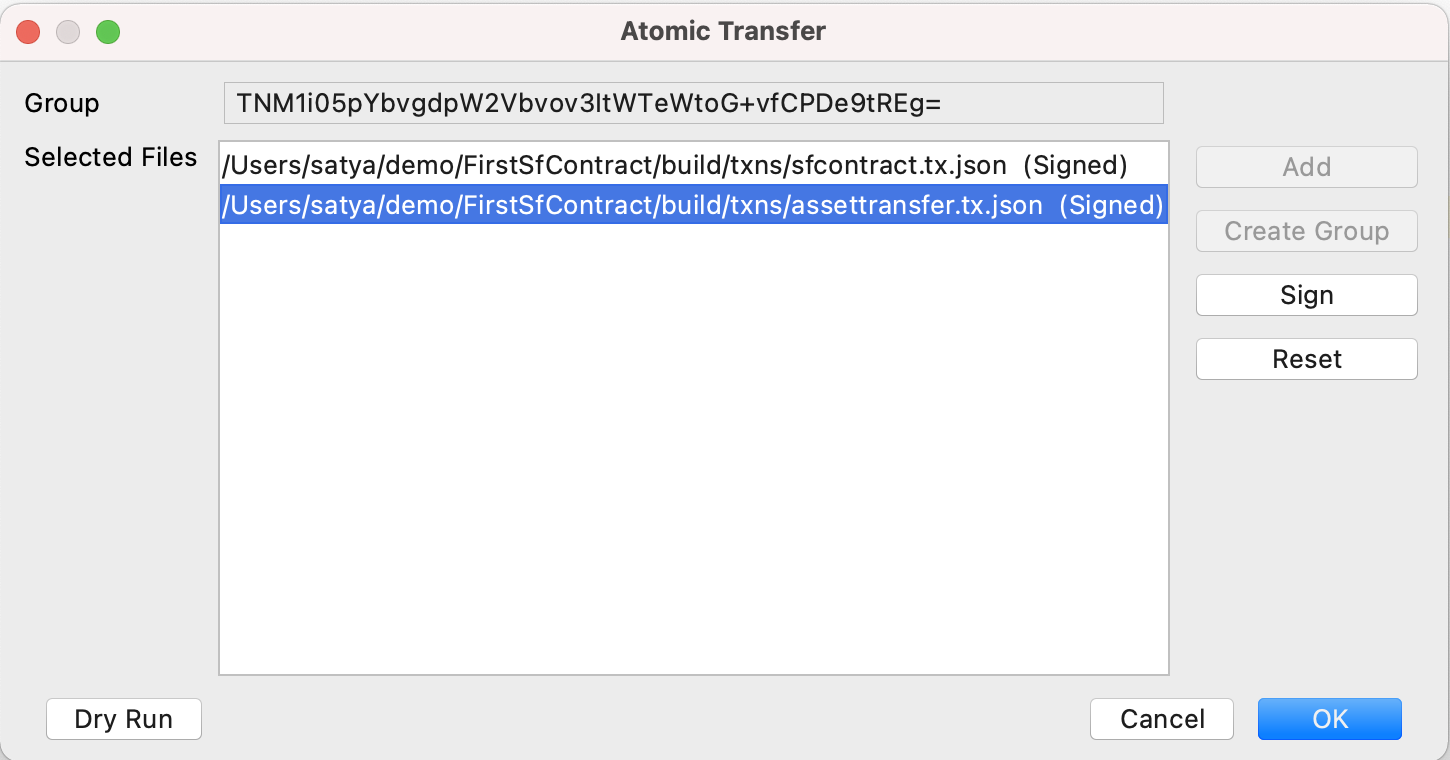 Atomic Transfer
Group TNM1i05pYbvgdpW2Vbvov3ItWTeWtoG+vfCPDe9tREg=
Selected Files
/Users/satya/demo/FirstSfContract/build/txns/sfcontract.tx.json (Signed)
/Users/satya/demo/FirstSfContract/build/txns/assettransfer.tx.json (Signed)
Add
Create Group
Sign
Reset
Dry Run Cancel OK